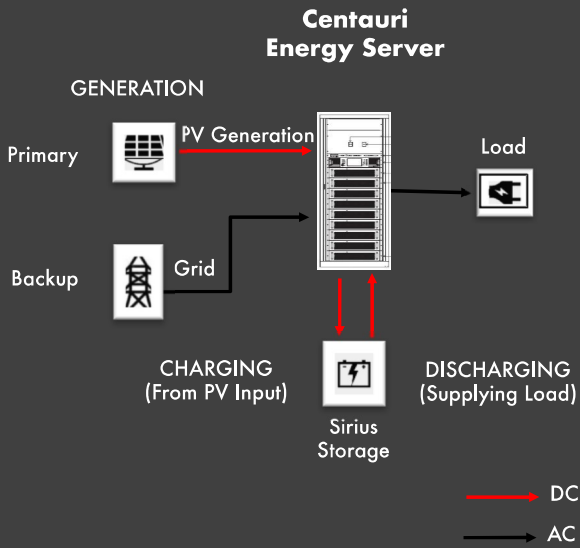 Centauri
Energy Server
GENERATION
PV Generation
Primary
Load
Grid
Backup
CHARGING
(From PV Input)
DISCHARGING
(Supplying Load)
Sirius
Storage
DC
AC